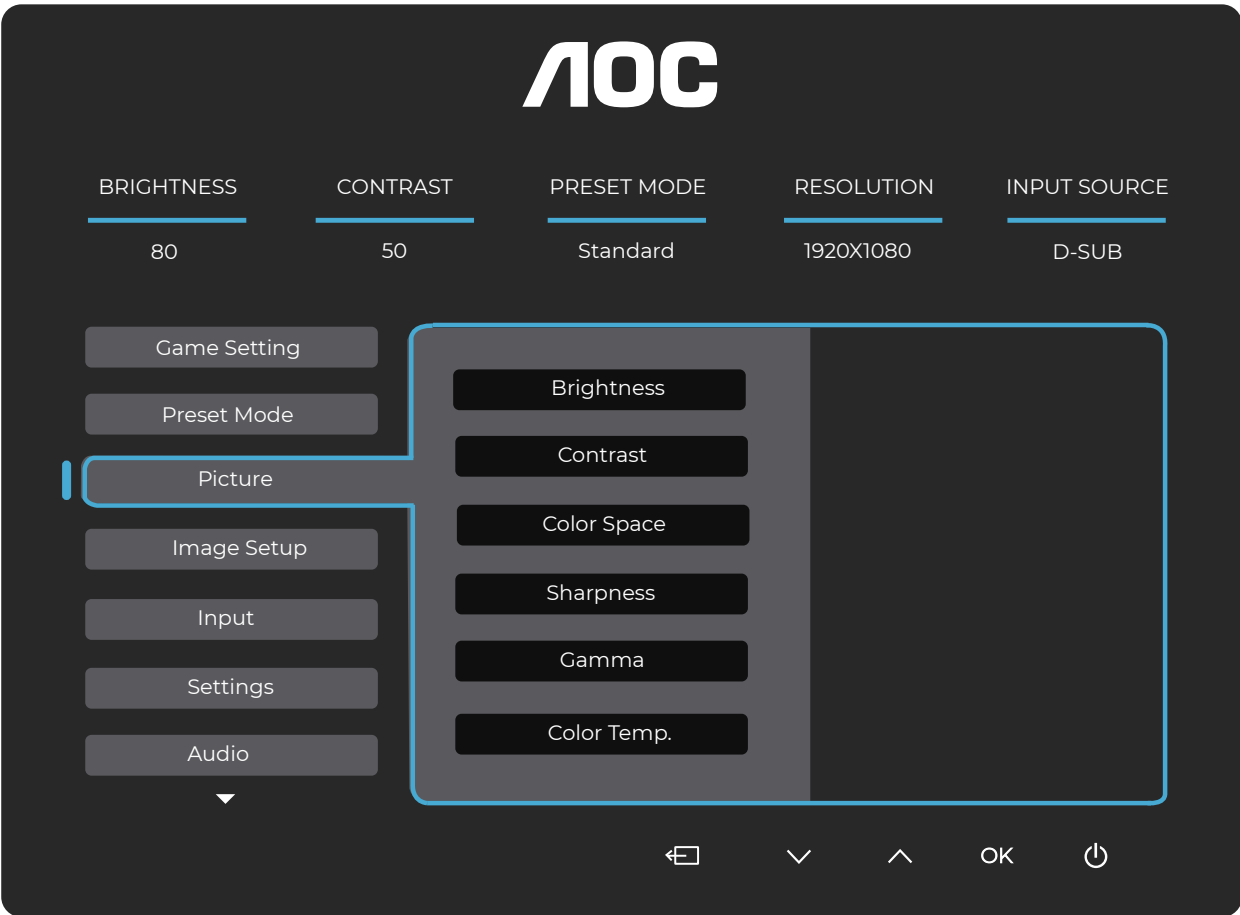 AOC
BRIGHTNESS CONTRAST PRESET MODE RESOLUTION INPUT SOURCE
80 50 Standard 1920X1080 D-SUB
Game Setting
Preset Mode
Picture
Image Setup
Input
Settings
Audio
Brightness
Contrast
Color Space
Sharpness
Gamma
Color Temp.
OK